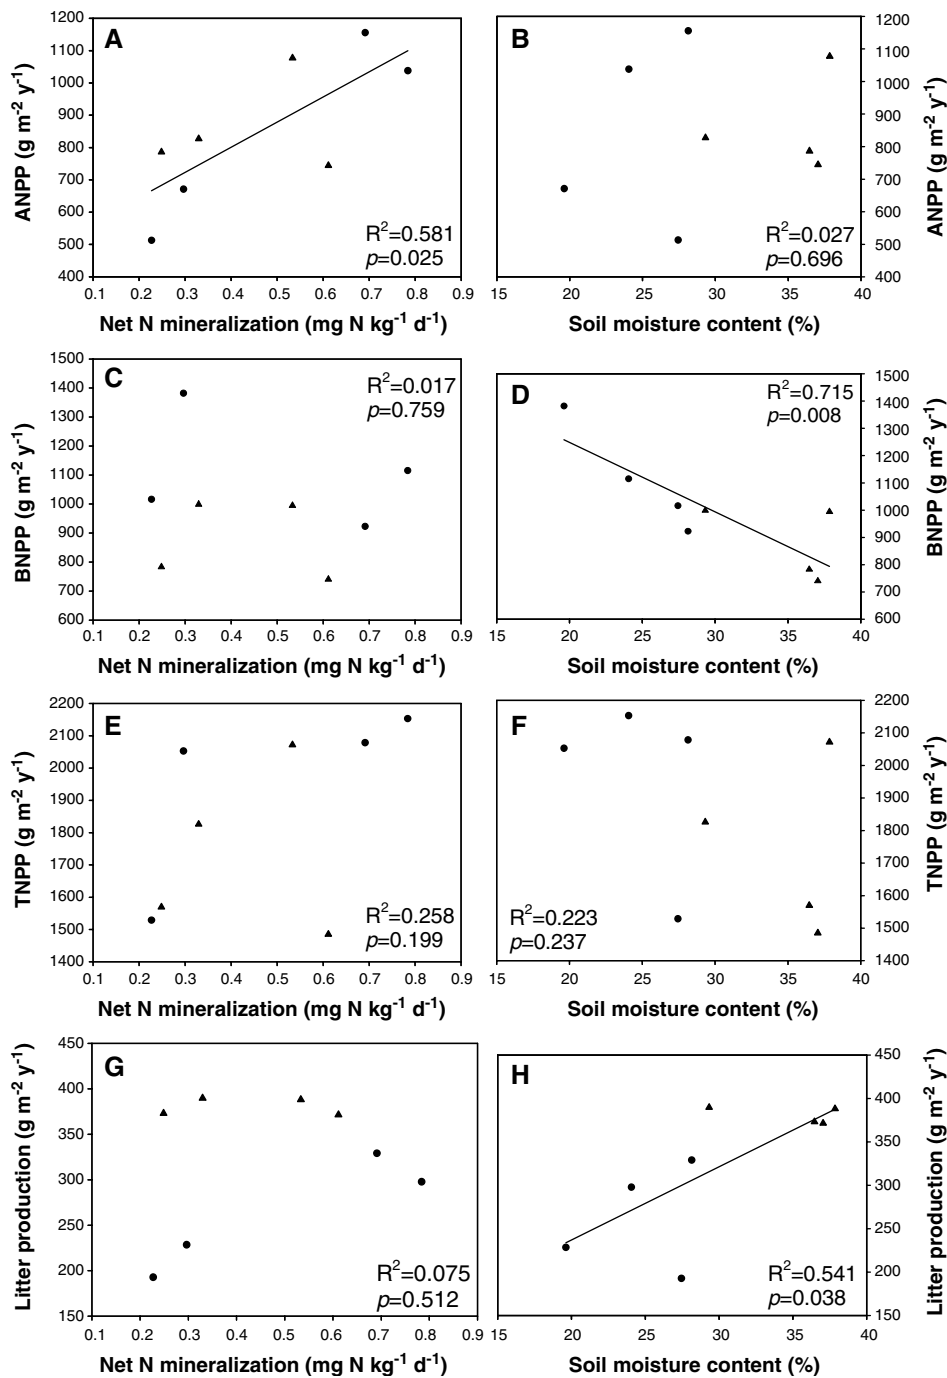 A
ANPP (g m⁻² y⁻¹)
1200
1100
1000
900
800
700
600
500
400
R²=0.581
p=0.025
0.1 0.2 0.3 0.4 0.5 0.6 0.7 0.8 0.9
Net N mineralization (mg N kg⁻¹ d⁻¹)
B
1200
1100
1000
900
800
700
600
500
400
ANPP (g m⁻² y⁻¹)
R²=0.027
p=0.696
15 20 25 30 35 40
Soil moisture content (%)
C
BNPP (g m⁻² y⁻¹)
1500
1400
1300
1200
1100
1000
900
800
700
600
R²=0.017
p=0.759
0.1 0.2 0.3 0.4 0.5 0.6 0.7 0.8 0.9
Net N mineralization (mg N kg⁻¹ d⁻¹)
D
1500
1400
1300
1200
1100
1000
900
800
700
600
BNPP (g m⁻² y⁻¹)
R²=0.715
p=0.008
15 20 25 30 35 40
Soil moisture content (%)
E
TNPP (g m⁻² y⁻¹)
2200
2100
2000
1900
1800
1700
1600
1500
1400
R²=0.258
p=0.199
0.1 0.2 0.3 0.4 0.5 0.6 0.7 0.8 0.9
Net N mineralization (mg N kg⁻¹ d⁻¹)
F
2200
2100
2000
1900
1800
1700
1600
1500
1400
TNPP (g m⁻² y⁻¹)
R²=0.223
p=0.237
15 20 25 30 35 40
Soil moisture content (%)
G
Litter production (g m⁻² y⁻¹)
450
400
350
300
250
200
150
R²=0.075
p=0.512
0.1 0.2 0.3 0.4 0.5 0.6 0.7 0.8 0.9
Net N mineralization (mg N kg⁻¹ d⁻¹)
H
450
400
350
300
250
200
150
Litter production (g m⁻² y⁻¹)
R²=0.541
p=0.038
15 20 25 30 35 40
Soil moisture content (%)